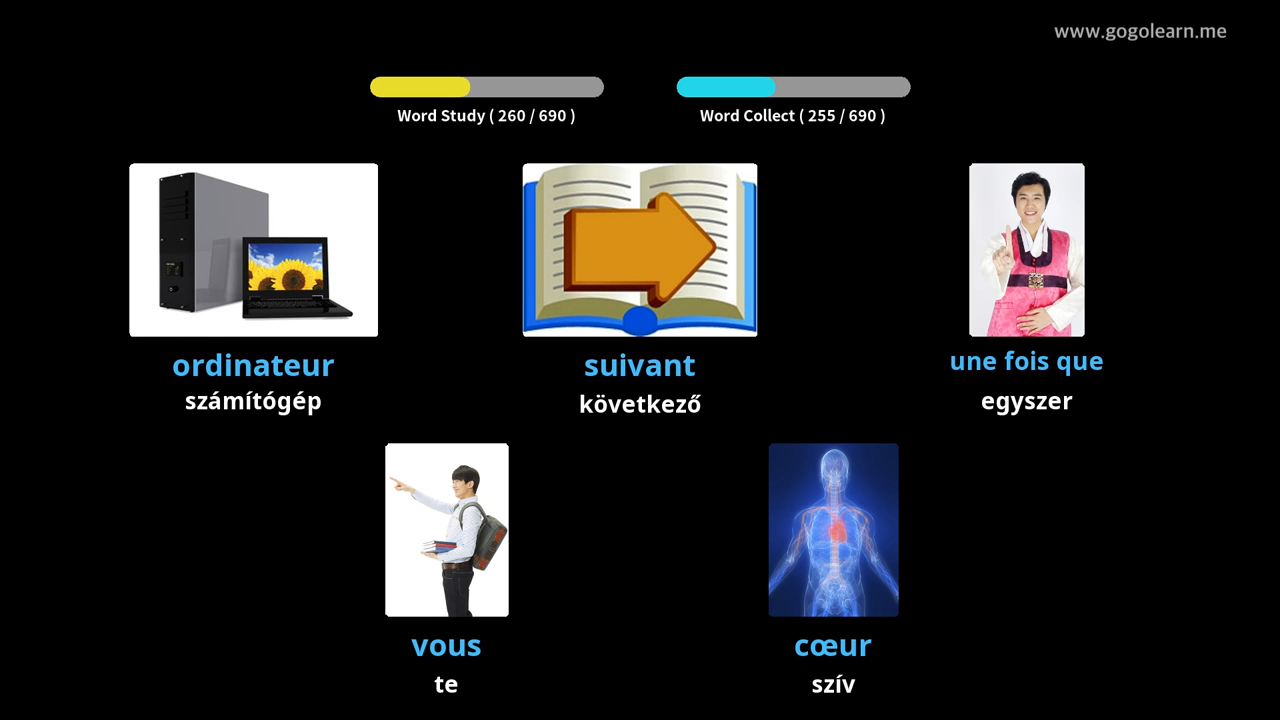 www.gogolearn.me
Word Study ( 260 / 690 )
Word Collect ( 255 / 690 )
ordinateur
számítógép
suivant
következő
une fois que
egyszer
vous
te
cœur
szív